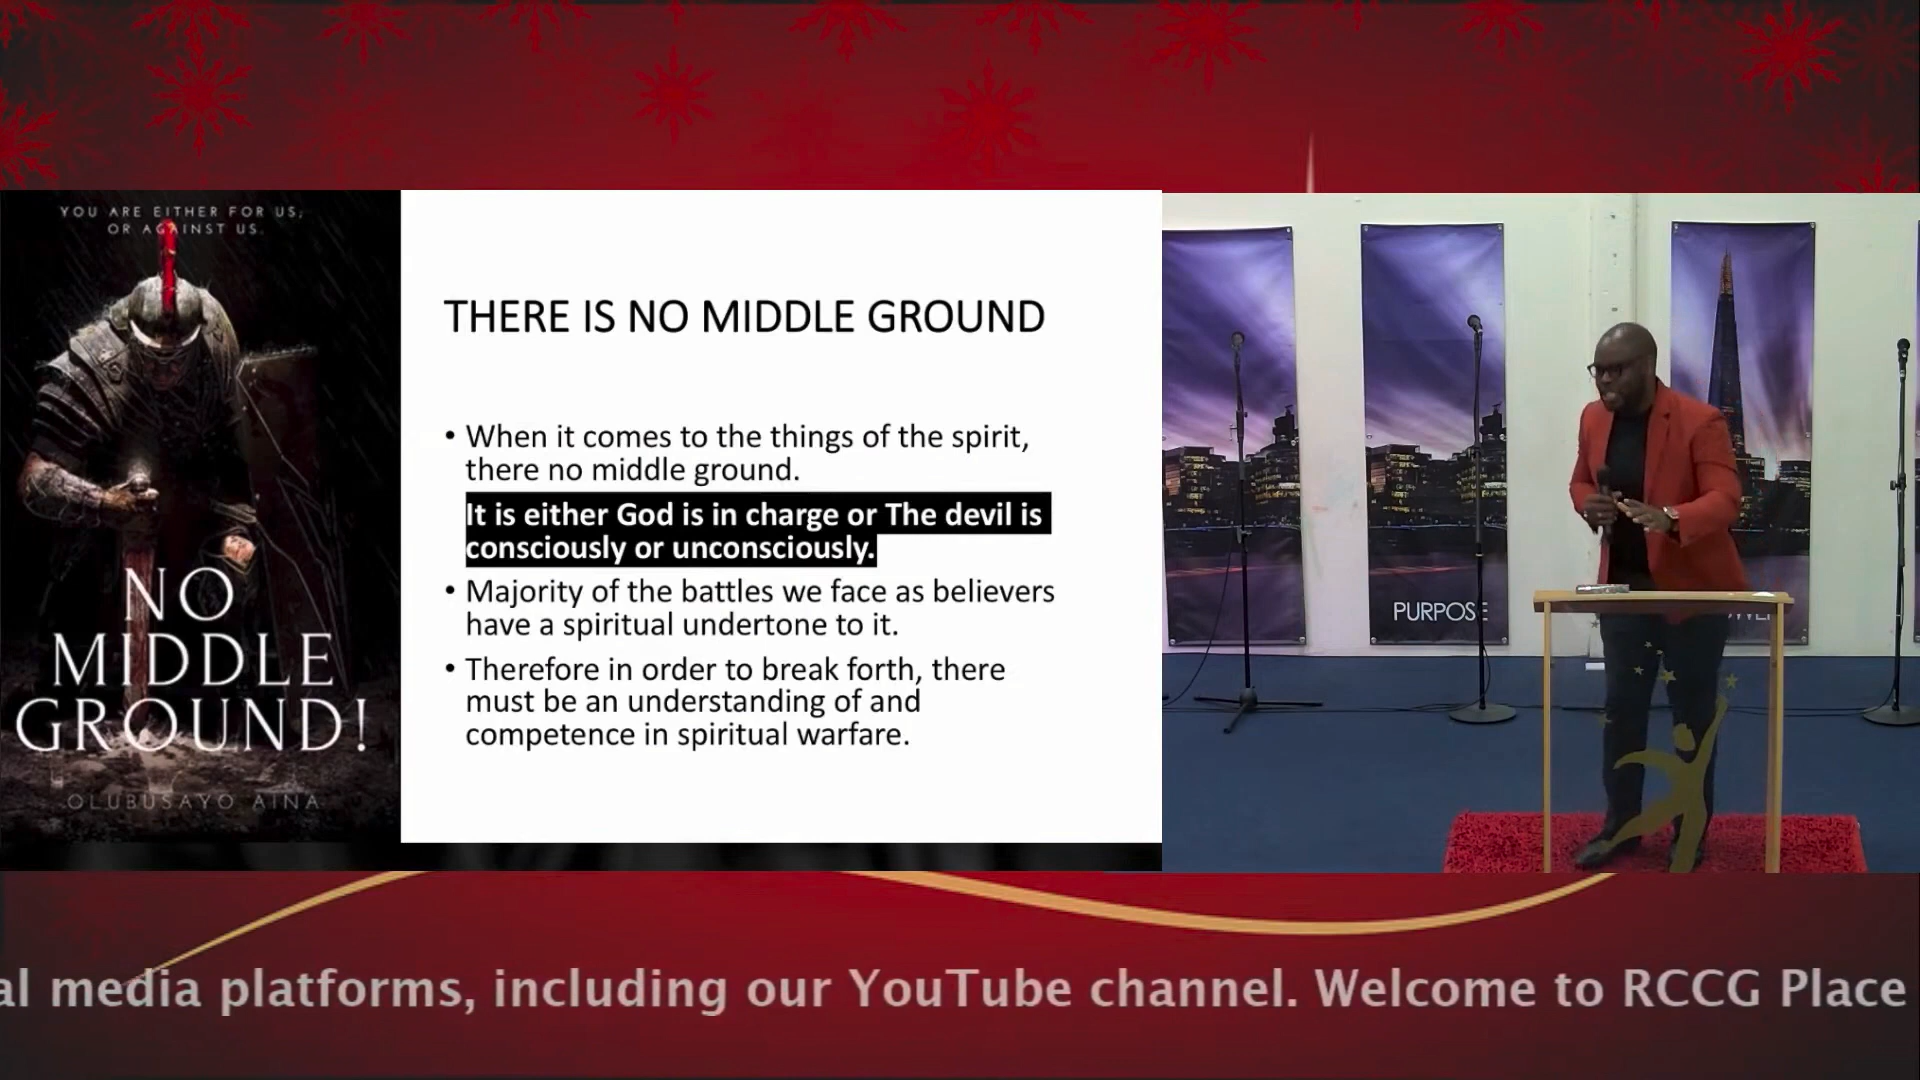 YOU ARE EITHER FOR US;
OR AGAINST US.
NO
MIDDLE
GROUND!
OLUBUSAYO AINA
THERE IS NO MIDDLE GROUND
• When it comes to the things of the spirit,
there no middle ground.
It is either God is in charge or The devil is
consciously or unconsciously.
• Majority of the battles we face as believers
have a spiritual undertone to it.
• Therefore in order to break forth, there
must be an understanding of and
competence in spiritual warfare.
PURPOSE
al media platforms, including our YouTube channel. Welcome to RCCG Place